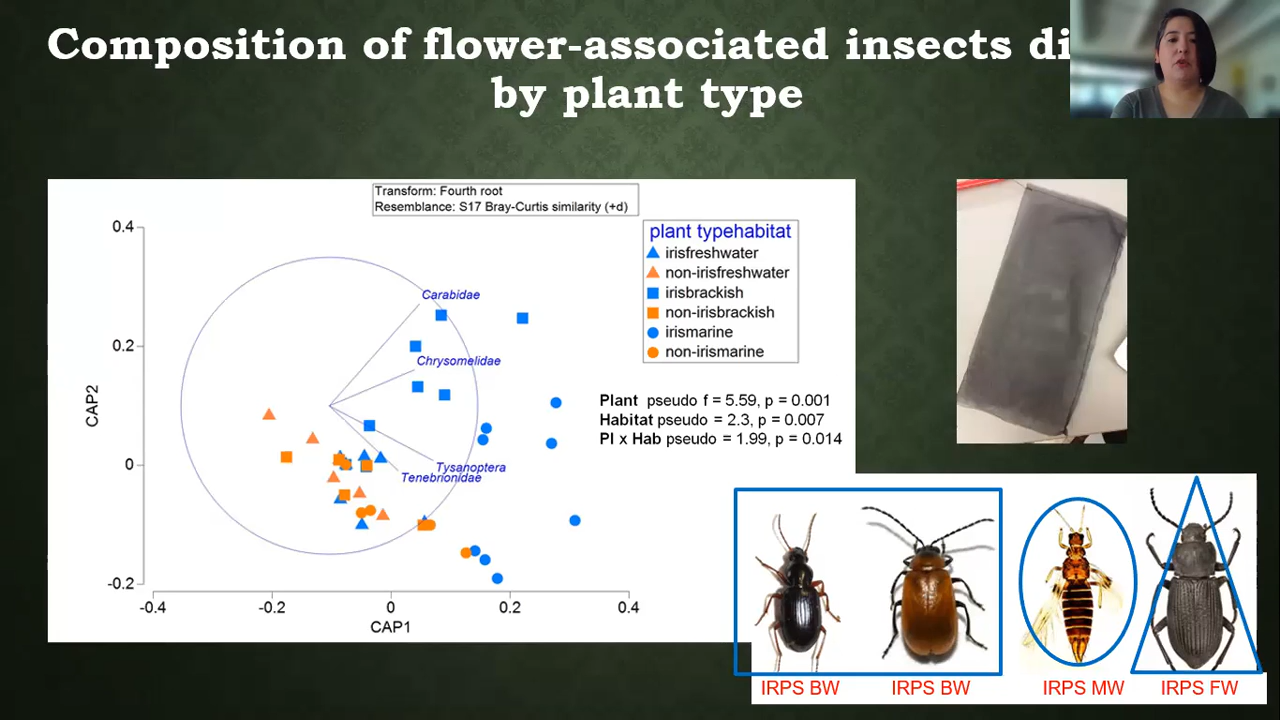 Composition of flower-associated insects di
by plant type
Transform: Fourth root
Resemblance: S17 Bray-Curtis similarity (+d)
plant typehabitat
irisfreshwater
non-irisfreshwater
irisbrackish
non-irisbrackish
irismarine
non-irismarine
0.4
0.2
0
-0.2
CAP2
Carabidae
Chrysomelidae
Tysanoptera
Tenebrionidae
Plant pseudo f = 5.59, p = 0.001
Habitat pseudo = 2.3, p = 0.007
Pl x Hab pseudo = 1.99, p = 0.014
-0.4 -0.2 0 0.2 0.4
CAP1
IRPS BW IRPS BW IRPS MW IRPS FW